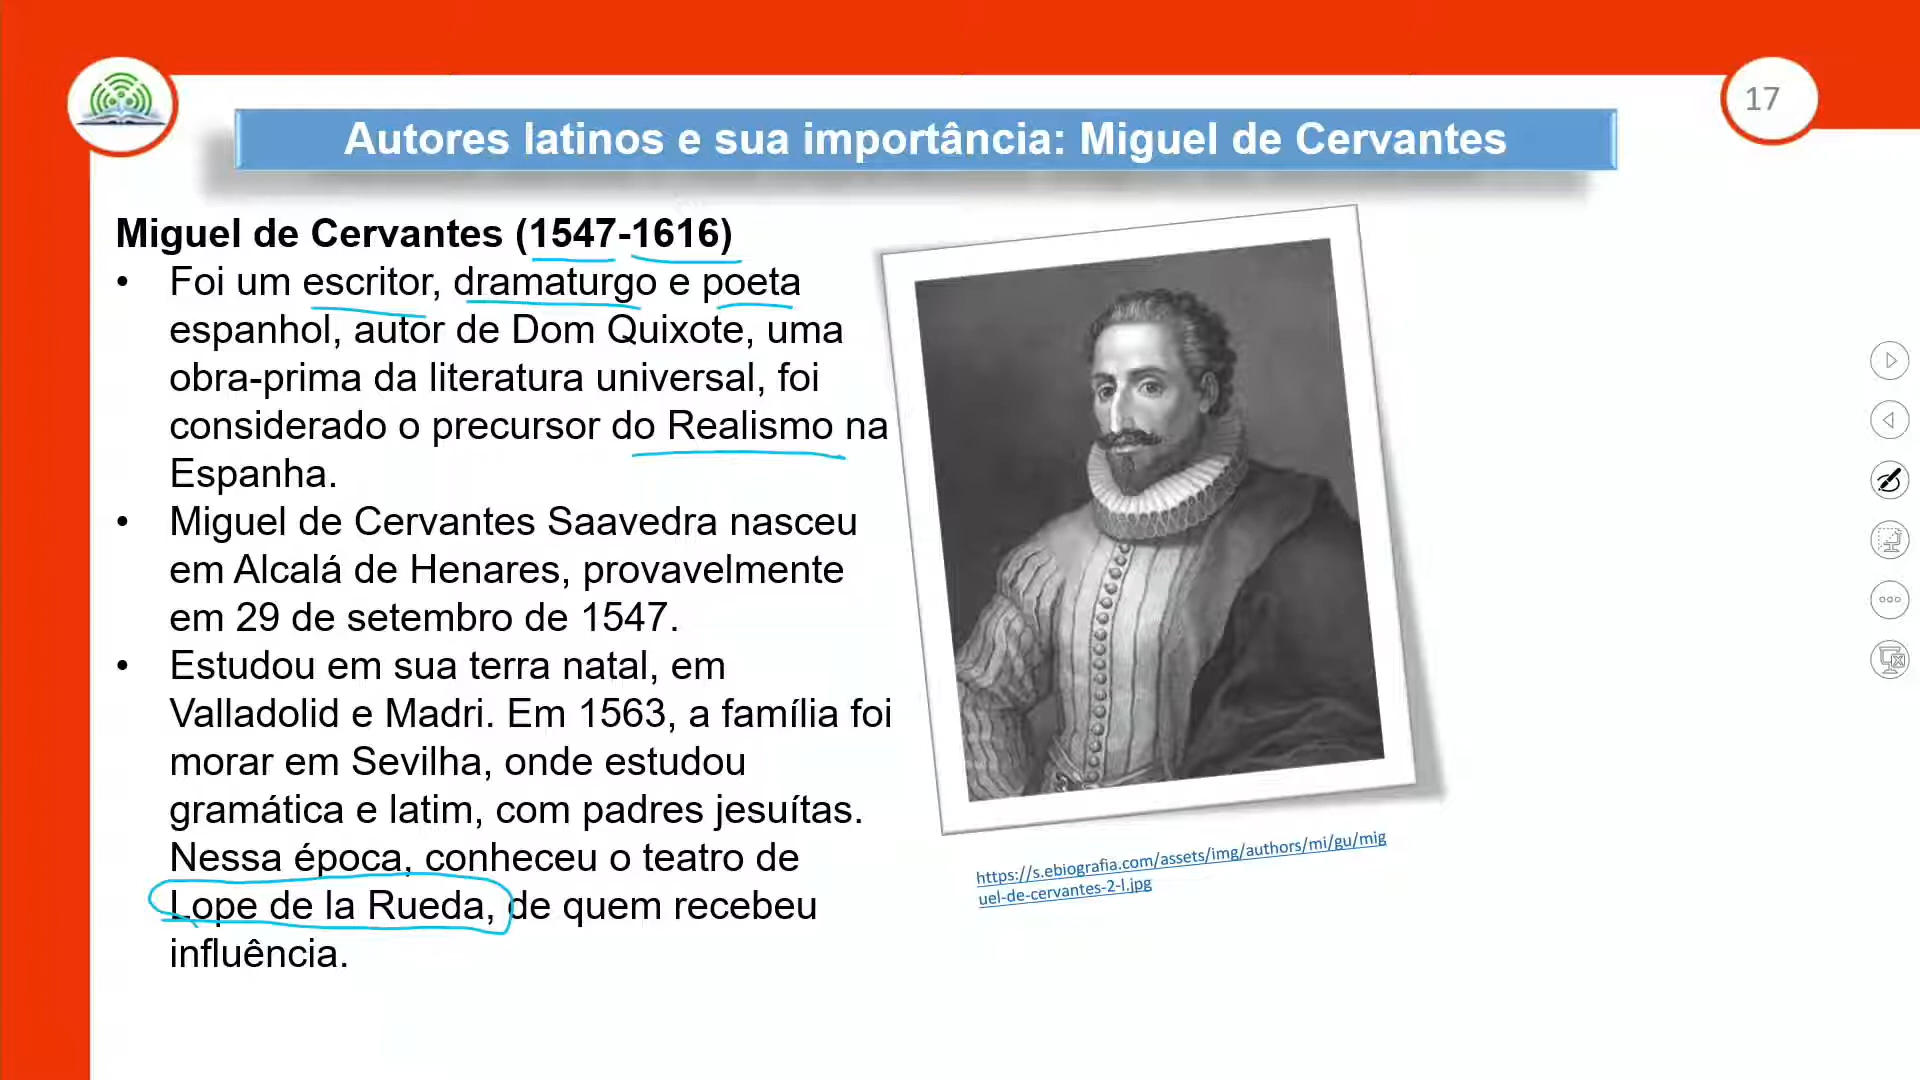 17
Autores latinos e sua importância: Miguel de Cervantes
Miguel de Cervantes (1547-1616)
• Foi um escritor, dramaturgo e poeta
espanhol, autor de Dom Quixote, uma
obra-prima da literatura universal, foi
considerado o precursor do Realismo na
Espanha.
• Miguel de Cervantes Saavedra nasceu
em Alcalá de Henares, provavelmente
em 29 de setembro de 1547.
• Estudou em sua terra natal, em
Valladolid e Madri. Em 1563, a família foi
morar em Sevilha, onde estudou
gramática e latim, com padres jesuítas.
Nessa época, conheceu o teatro de
Lope de la Rueda, de quem recebeu
influência.
https://s.ebiografia.com/assets/img/authors/mi/gu/mig
uel-de-cervantes-2-l.jpg